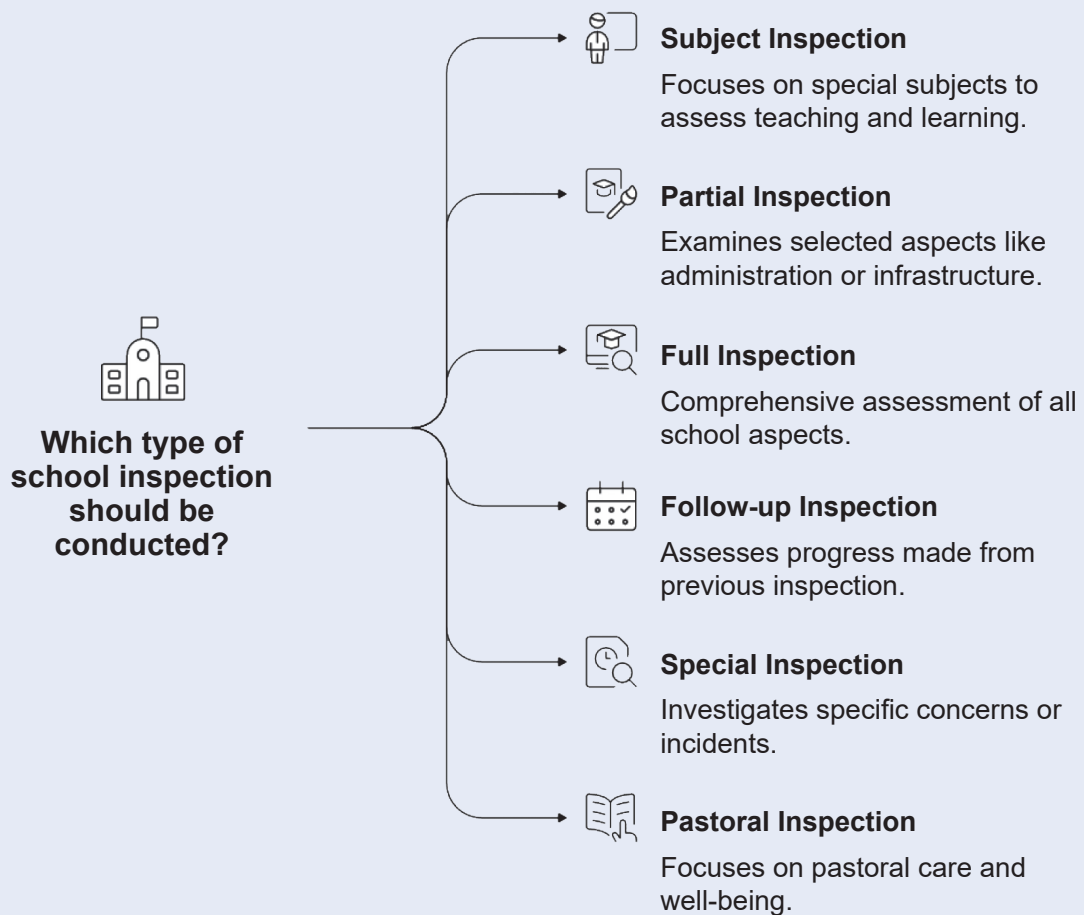 Which type of
school inspection
should be
conducted?
Subject Inspection
Focuses on special subjects to
assess teaching and learning.
Partial Inspection
Examines selected aspects like
administration or infrastructure.
Full Inspection
Comprehensive assessment of all
school aspects.
Follow-up Inspection
Assesses progress made from
previous inspection.
Special Inspection
Investigates specific concerns or
incidents.
Pastoral Inspection
Focuses on pastoral care and
well-being.